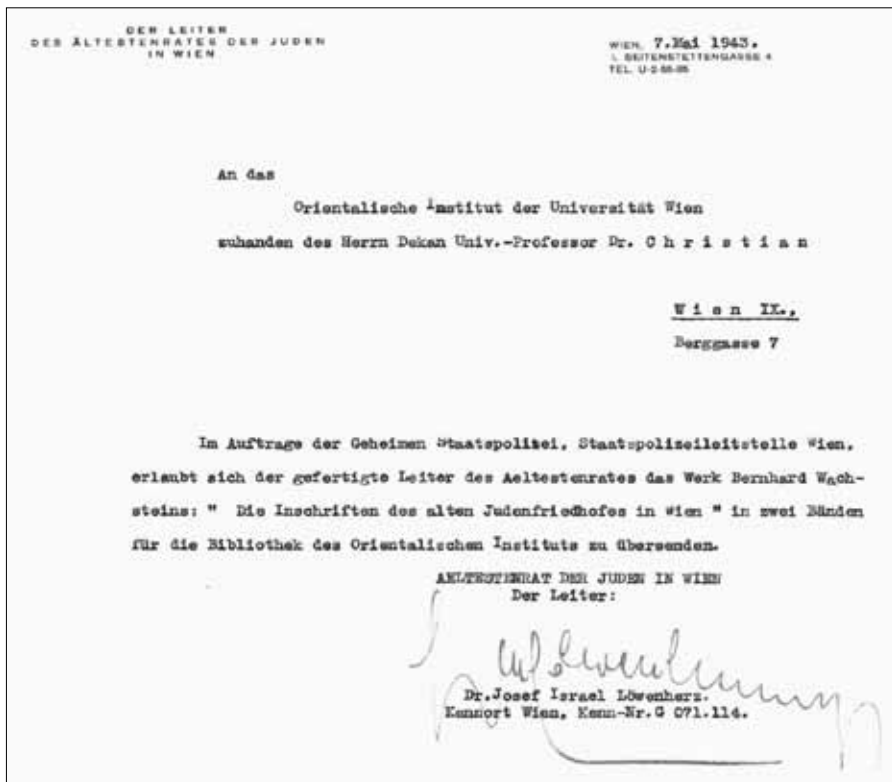 DER LEITER
DES ÄLTESTENRATES DER JUDEN
IN WIEN
WIEN, 7.Mai 1943.
I. SEITENSTETTENGASSE 4
TEL. U-2
An das
Orientalische Institut der Universität Wien
zuhanden des Herrn Dekan Univ.-Professor Dr. C h r i s t i a n
W i e n IX.,
Berggasse 7
Im Auftrage der Geheimen Staatspolizei, Staatspolizeileitstelle Wien,
erlaubt sich der gefertigte Leiter des Aeltestenrates das Werk Bernhard Wach-
steins: " Die Inschriften des alten Judenfriedhofes in Wien " in zwei Bänden
für die Bibliothek des Orientalischen Instituts zu übersenden.
AELTESTENRAT DER JUDEN IN WIEN
Der Leiter:
Dr.Josef Israel Löwenherz.
Kennort Wien, Kenn-Nr.G 071.114.